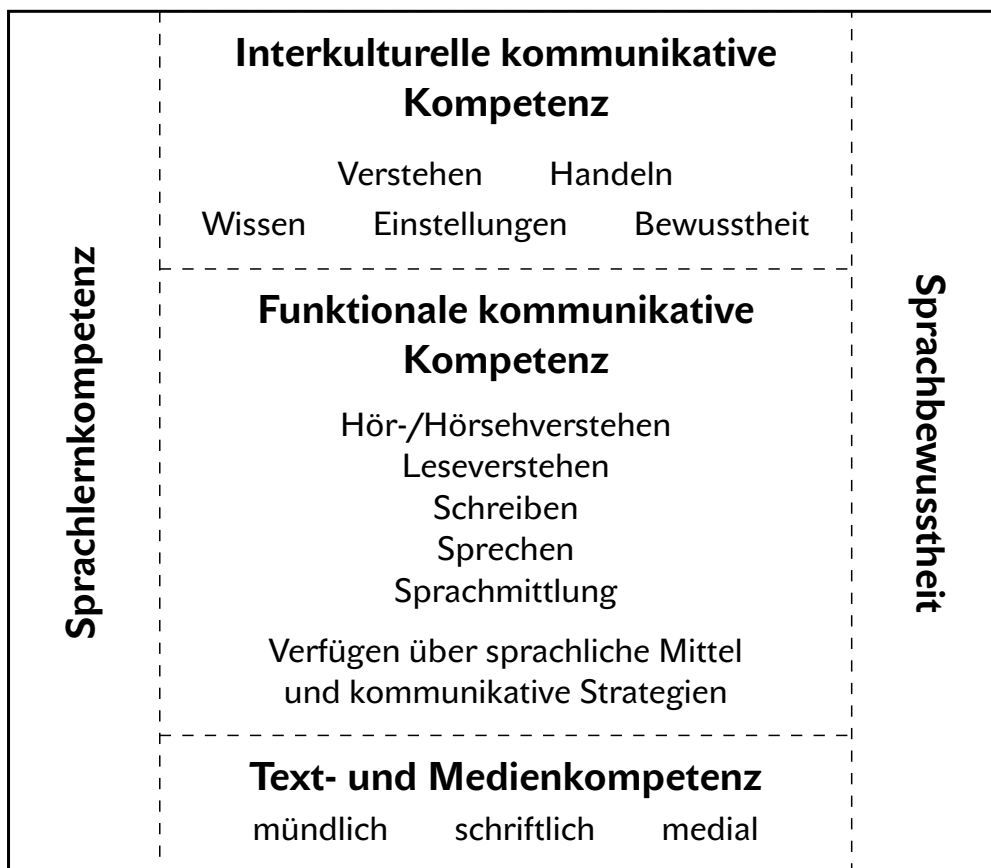 Sprachlernkompetenz
Interkulturelle kommunikative
Kompetenz
Verstehen Handeln
Wissen Einstellungen Bewusstheit
Funktionale kommunikative
Kompetenz
Hör-/Hörsehverstehen
Leseverstehen
Schreiben
Sprechen
Sprachmittlung
Verfügen über sprachliche Mittel
und kommunikative Strategien
Text- und Medienkompetenz
mündlich schriftlich medial
Sprachbewusstheit